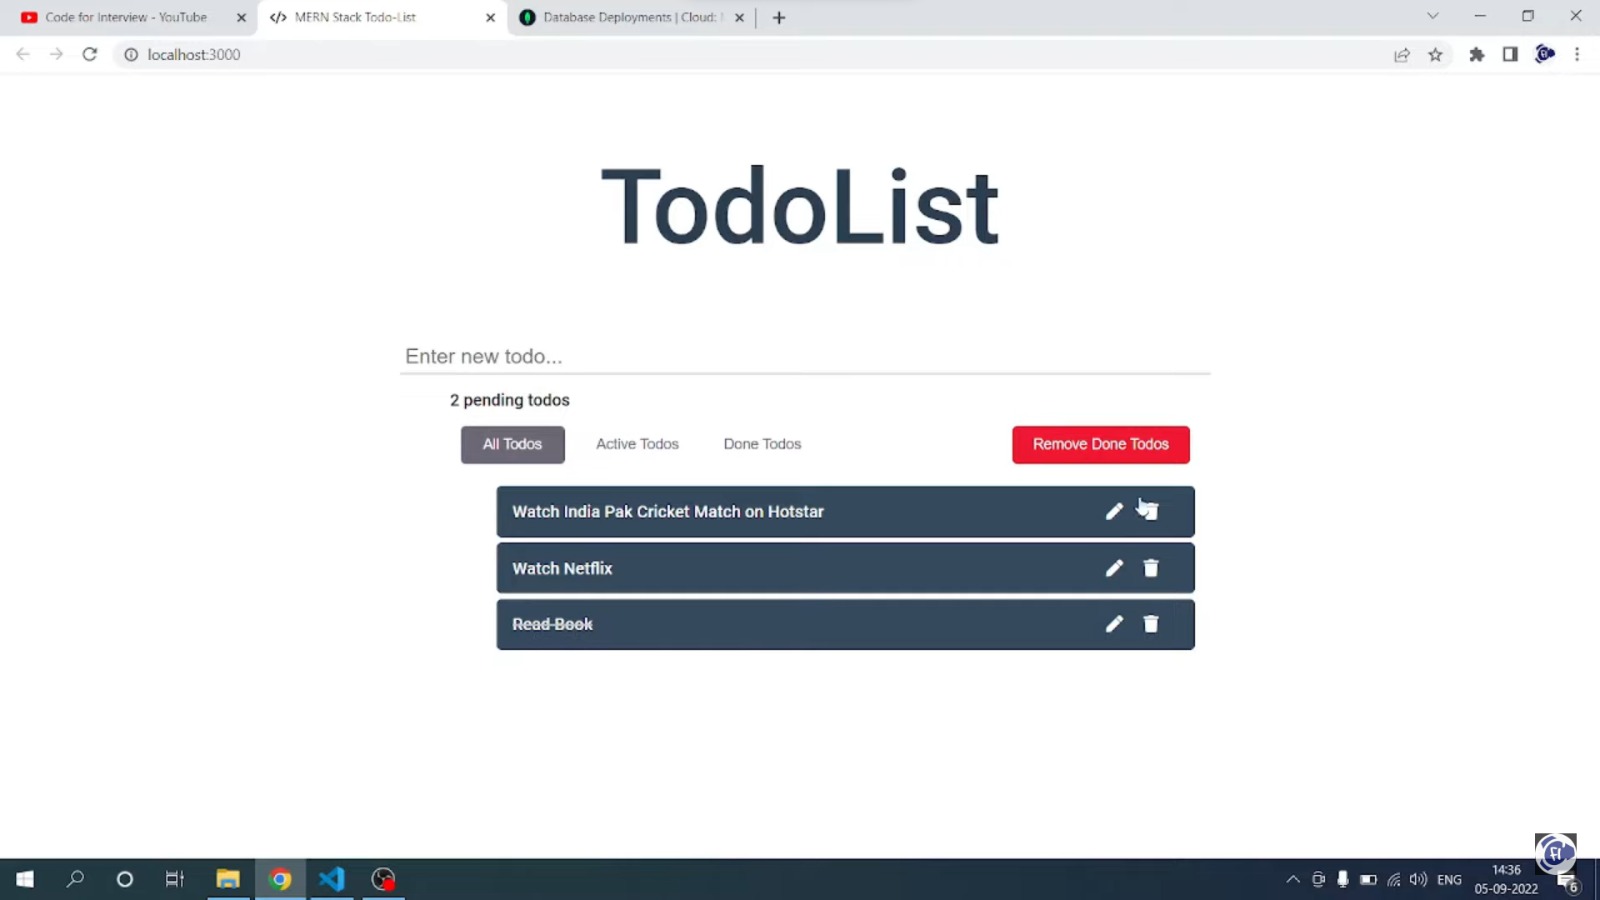 Code for Interview - YouTube
</> MERN Stack Todo-List
Database Deployments | Cloud:
localhost:3000
TodoList
Enter new todo...
2 pending todos
All Todos
Active Todos
Done Todos
Remove Done Todos
Watch India Pak Cricket Match on Hotstar
Watch Netflix
Read Book
ENG
14:36
05-09-2022
6